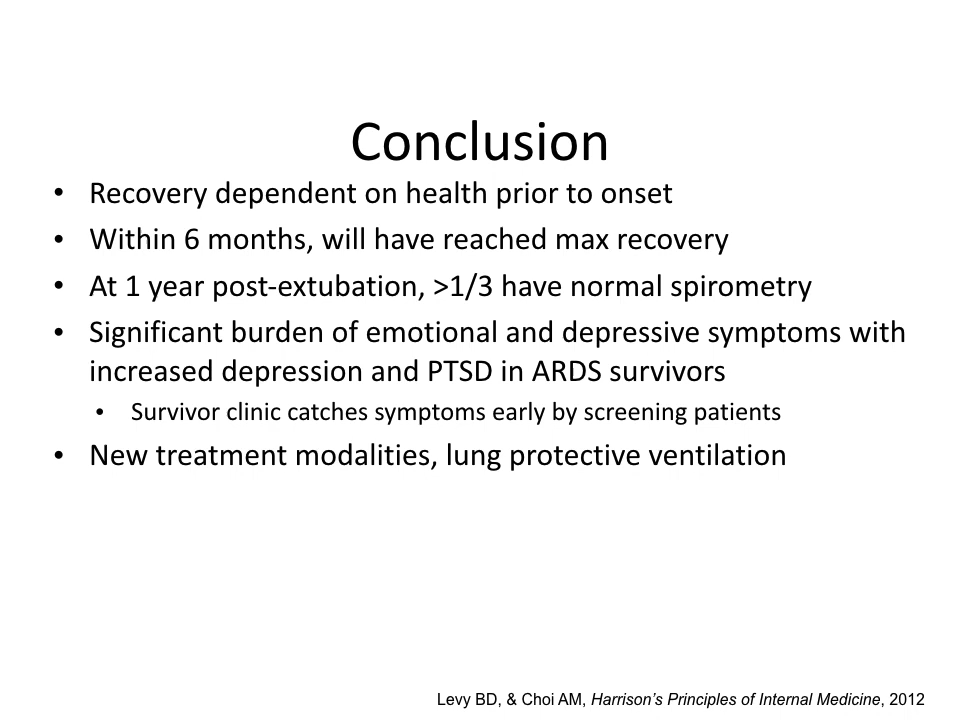 Conclusion
• Recovery dependent on health prior to onset
• Within 6 months, will have reached max recovery
• At 1 year post-extubation, >1/3 have normal spirometry
• Significant burden of emotional and depressive symptoms with
increased depression and PTSD in ARDS survivors
• Survivor clinic catches symptoms early by screening patients
• New treatment modalities, lung protective ventilation
Levy BD, & Choi AM, Harrison’s Principles of Internal Medicine, 2012